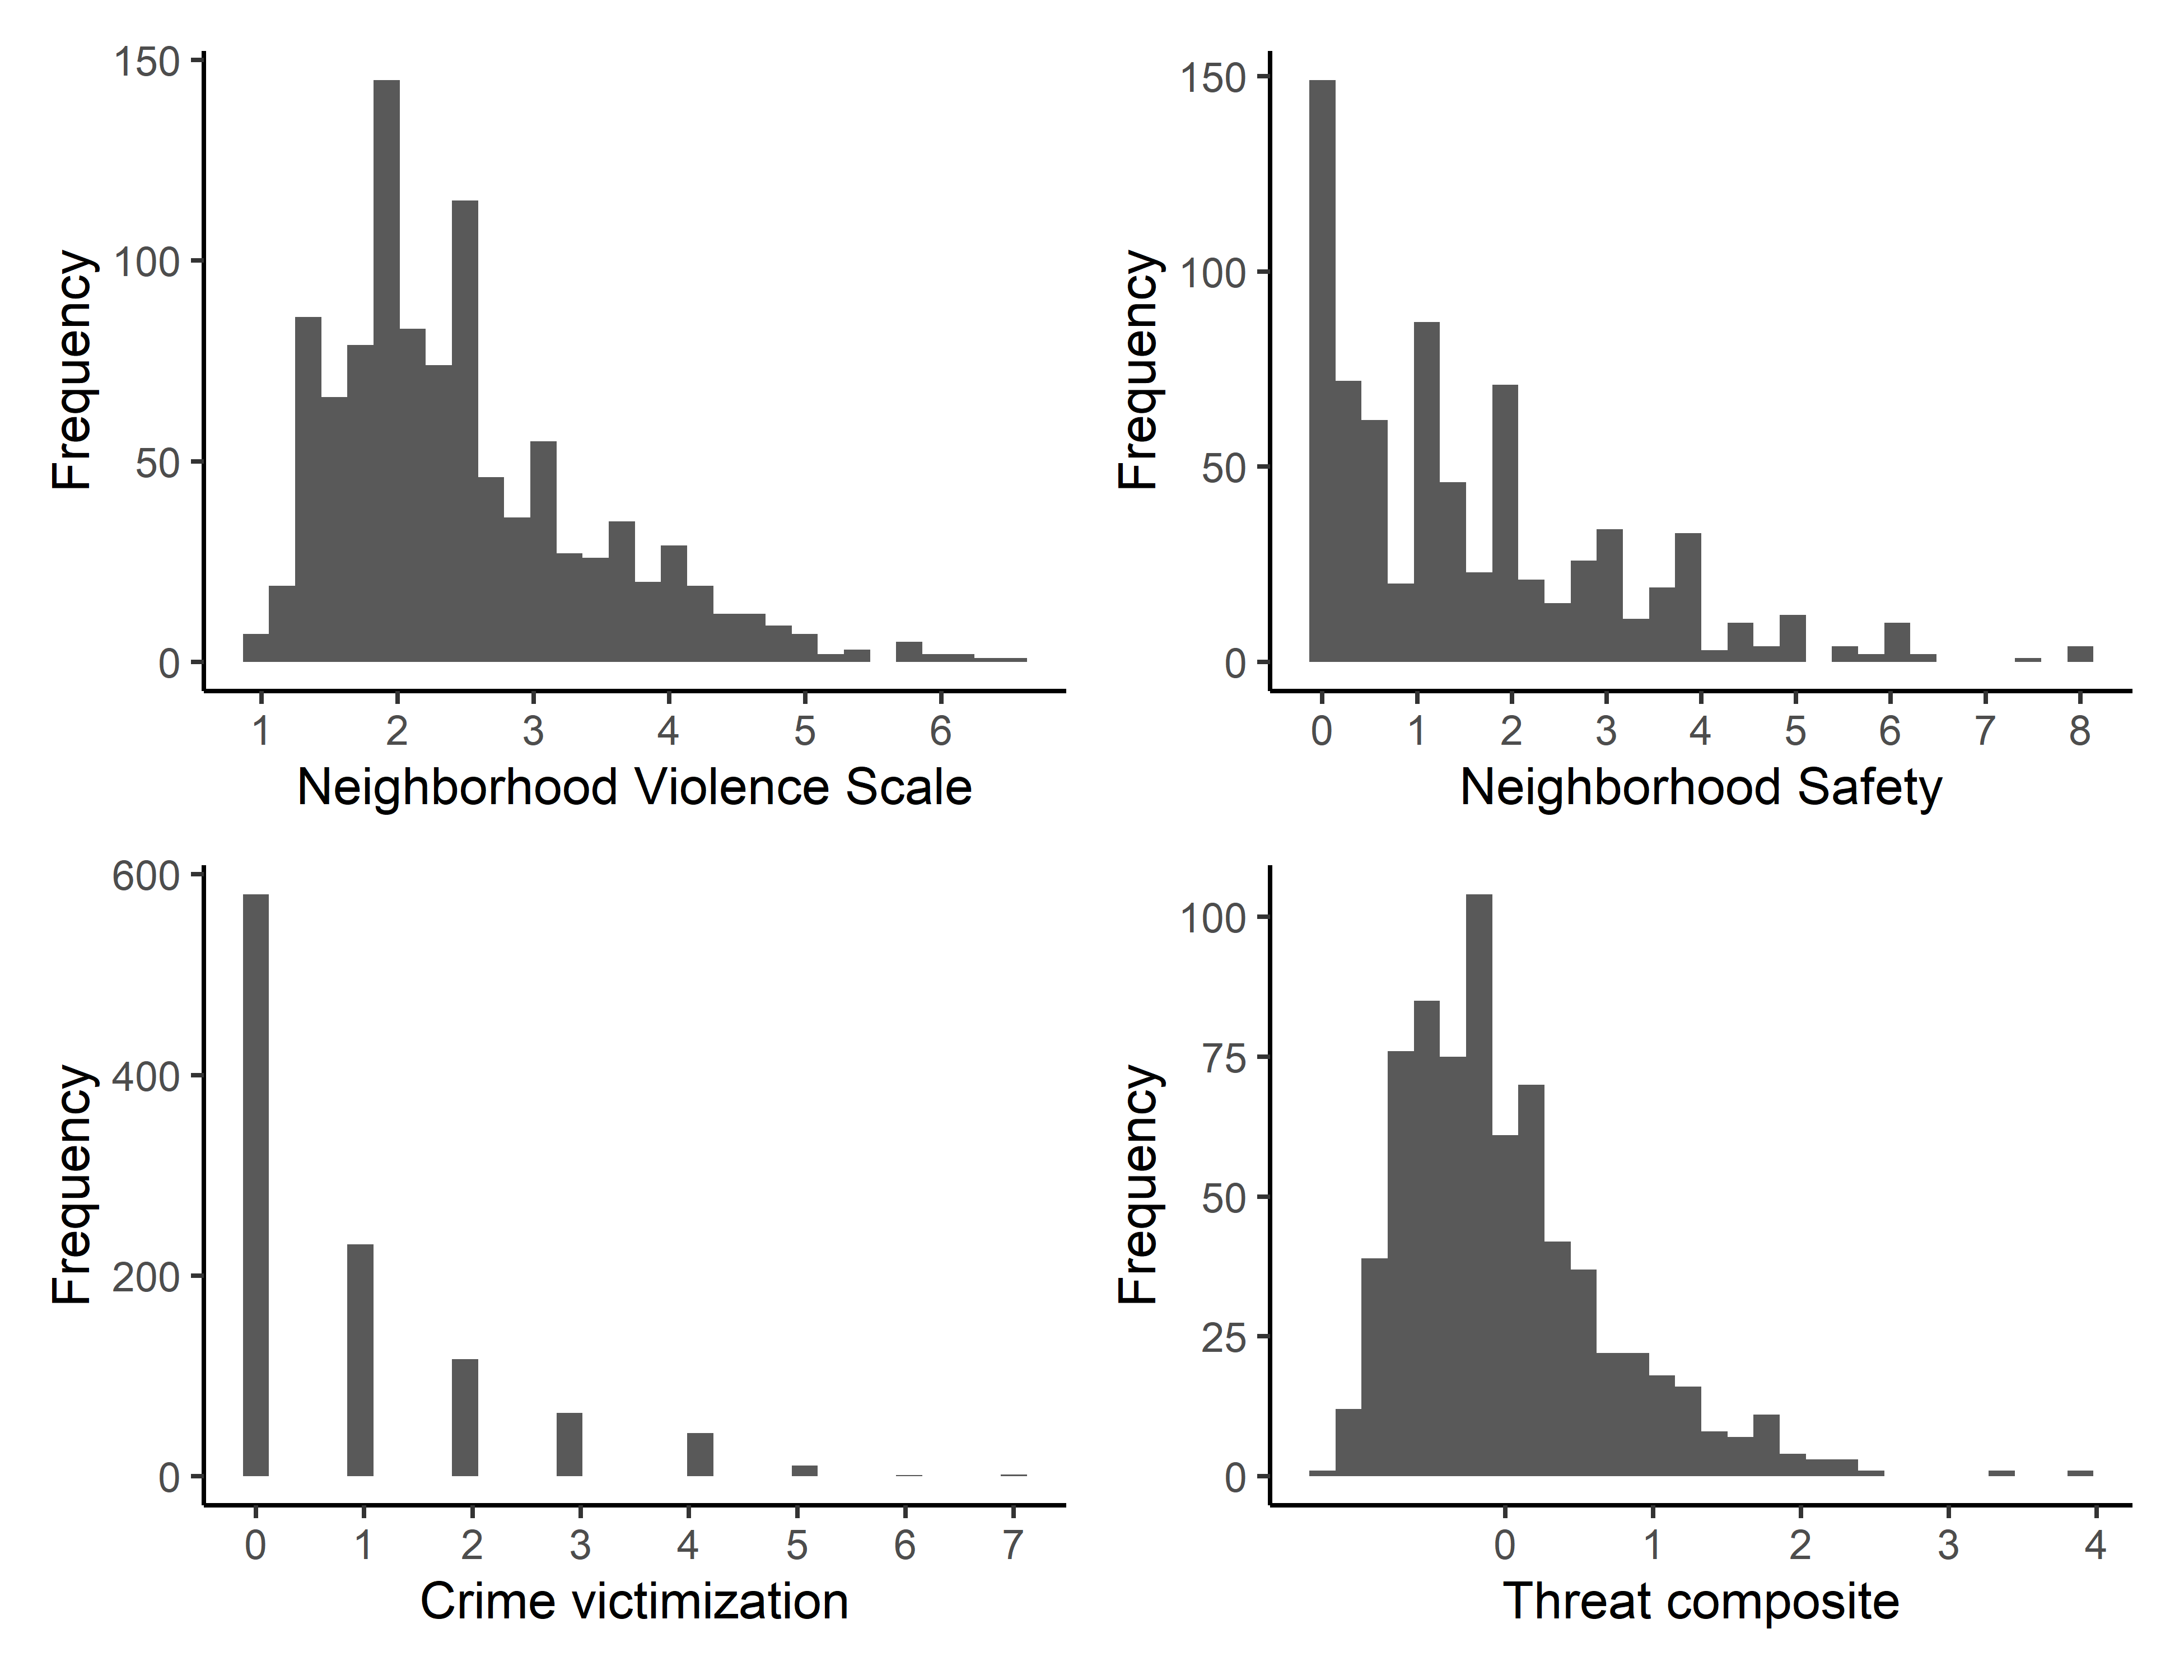 150
100
50
0
Frequency
1 2 3 4 5 6
Neighborhood Violence Scale
150
100
50
0
Frequency
0 1 2 3 4 5 6 7 8
Neighborhood Safety
600
400
200
0
Frequency
0 1 2 3 4 5 6 7
Crime victimization
100
75
50
25
0
Frequency
0 1 2 3 4
Threat composite